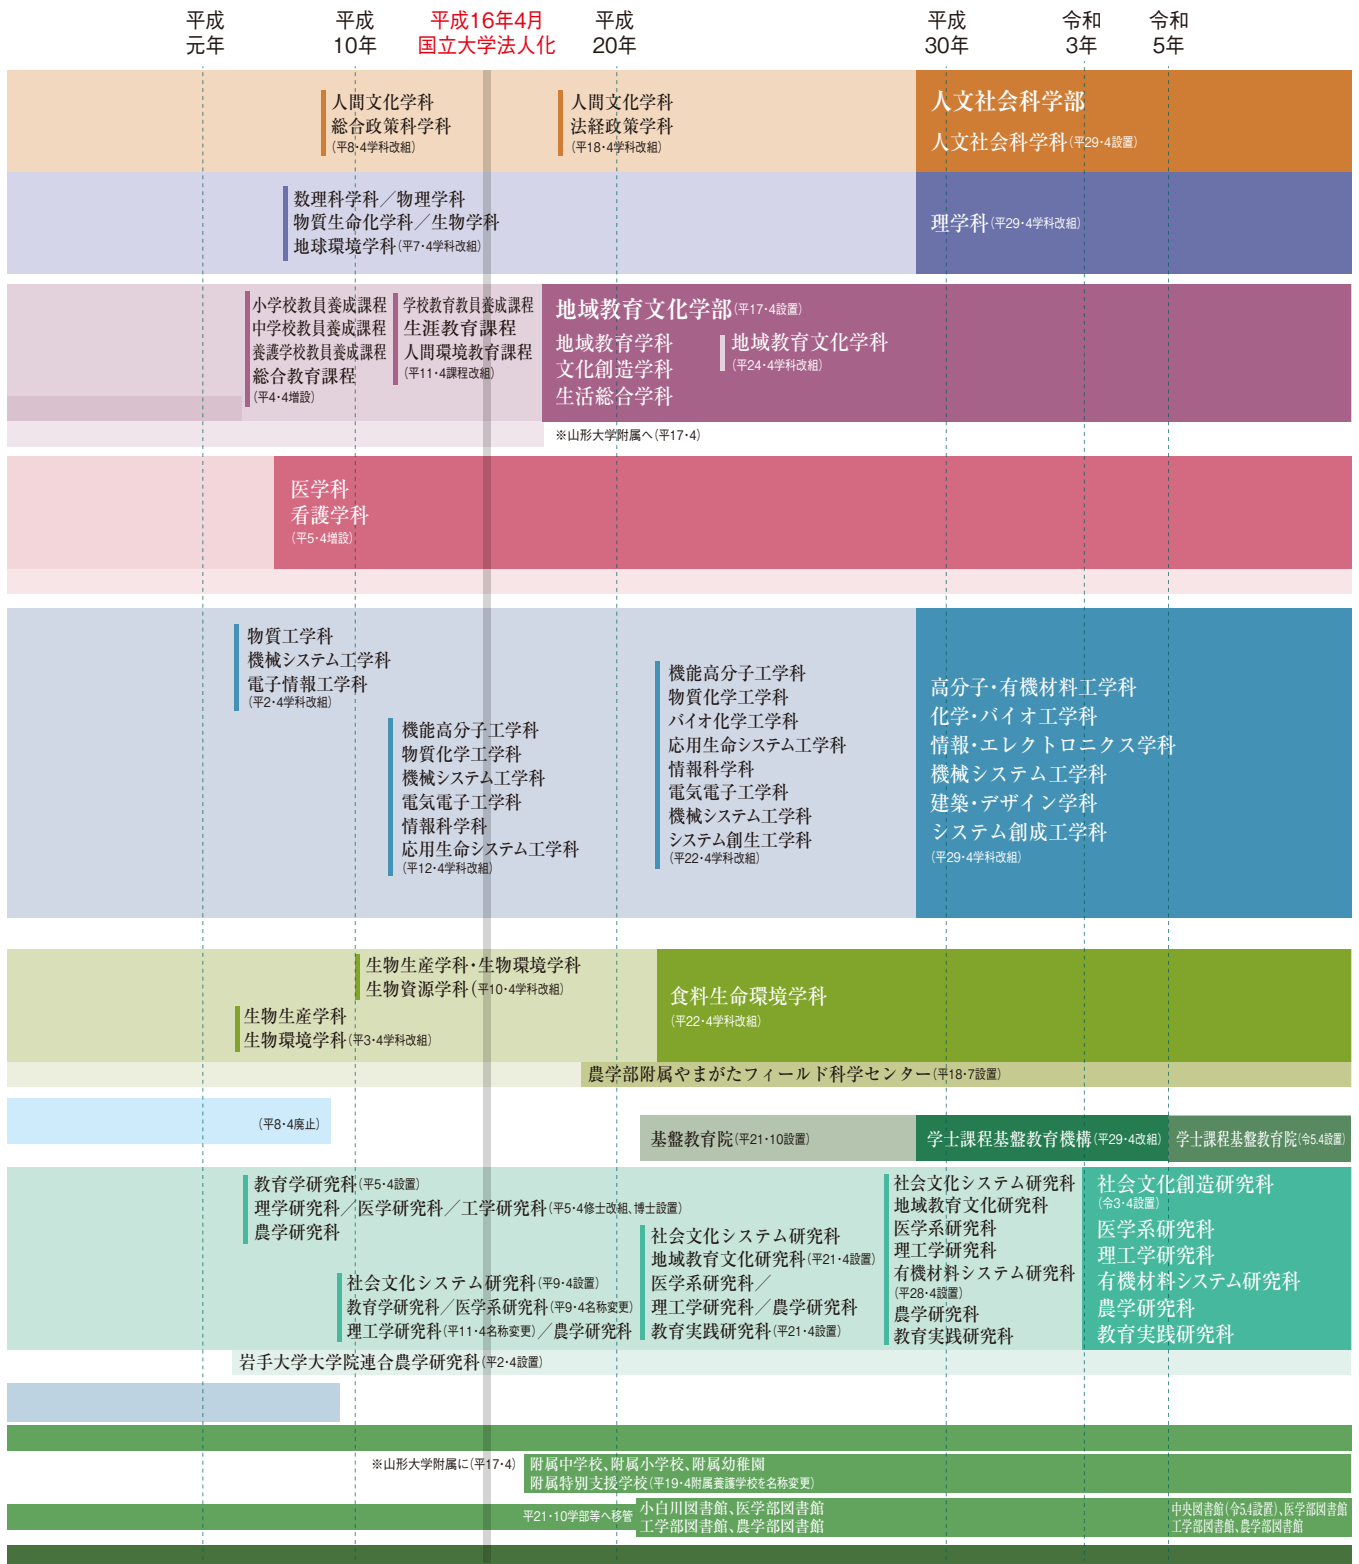 平成
元年
平成
10年
平成16年4月
国立大学法人化
平成
20年
平成
30年
令和
3年
令和
5年
人間文化学科
総合政策科学科
(平8・4学科改組)
人間文化学科
法経政策学科
(平18・4学科改組)
人文社会科学部
人文社会科学科(平29・4設置)
数理科学科／物理学科
物質生命化学科／生物学科
地球環境学科(平7・4学科改組)
理学科(平29・4学科改組)
小学校教員養成課程
中学校教員養成課程
養護学校教員養成課程
総合教育課程
(平4・4増設)
学校教育教員養成課程
生涯教育課程
人間環境教育課程
(平11・4課程改組)
地域教育文化学部(平17・4設置)
地域教育学科
文化創造学科
生活総合学科
地域教育文化学科
(平24・4学科改組)
※山形大学附属へ(平17・4)
医学科
看護学科
(平5・4増設)
物質工学科
機械システム工学科
電子情報工学科
(平2・4学科改組)
機能高分子工学科
物質化学工学科
機械システム工学科
電気電子工学科
情報科学科
応用生命システム工学科
(平12・4学科改組)
機能高分子工学科
物質化学工学科
バイオ化学工学科
応用生命システム工学科
情報科学科
電気電子工学科
機械システム工学科
システム創生工学科
(平22・4学科改組)
高分子・有機材料工学科
化学・バイオ工学科
情報・エレクトロニクス学科
機械システム工学科
建築・デザイン学科
システム創成工学科
(平29・4学科改組)
生物生産学科・生物環境学科
生物資源学科(平10・4学科改組)
生物生産学科
生物環境学科(平3・4学科改組)
食料生命環境学科
(平22・4学科改組)
農学部附属やまがたフィールド科学センター(平18・7設置)
(平8・4廃止)
基盤教育院(平21・10設置)
学士課程基盤教育機構(平29・4改組)
学士課程基盤教育院(令5.4設置)
教育学研究科(平5・4設置)
理学研究科／医学研究科／工学研究科(平5・4修士改組、博士設置)
農学研究科
社会文化システム研究科(平9・4設置)
教育学研究科／医学系研究科(平9・4名称変更)
理工学研究科(平11・4名称変更)／農学研究科
社会文化システム研究科
地域教育文化研究科(平21・4設置)
医学系研究科／
理工学研究科／農学研究科
教育実践研究科(平21・4設置)
社会文化システム研究科
地域教育文化研究科
医学系研究科
理工学研究科
有機材料システム研究科
(平28・4設置)
農学研究科
教育実践研究科
社会文化創造研究科
(令3・4設置)
医学系研究科
理工学研究科
有機材料システム研究科
農学研究科
教育実践研究科
岩手大学大学院連合農学研究科(平2・4設置)
※山形大学附属に(平17・4)
附属中学校、附属小学校、附属幼稚園
附属特別支援学校(平19・4附属養護学校を名称変更)
平21・10学部等へ移管
小白川図書館、医学部図書館
工学部図書館、農学部図書館
中央図書館(令5.4設置)、医学部図書館
工学部図書館、農学部図書館